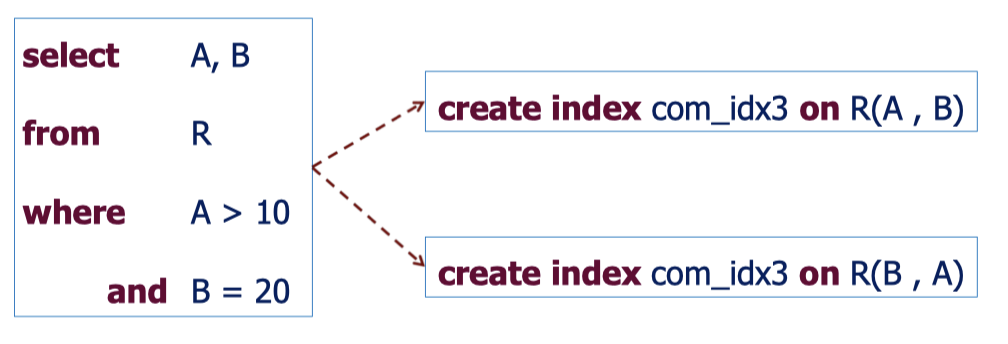 select A, B
from R
where A > 10
and B = 20
create index com_idx3 on R(A , B)
create index com_idx3 on R(B , A)